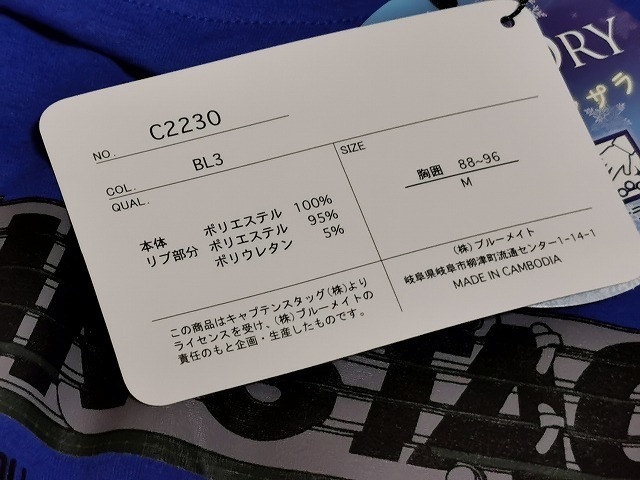 NO. C2230
COL. BL3
QUAL.
本体 ポリエステル 100%
リブ部分 ポリエステル 95%
ポリウレタン 5%
SIZE
胸囲 88~96
M
この商品はキャプテンスタッグ(株)より
ライセンスを受け、(株)ブルーメイトの
責任のもと企画・生産したものです。
(株)ブルーメイト
岐阜県岐阜市柳津町流通センター1-14-1
MADE IN CAMBODIA
DRY
サラ
STAG